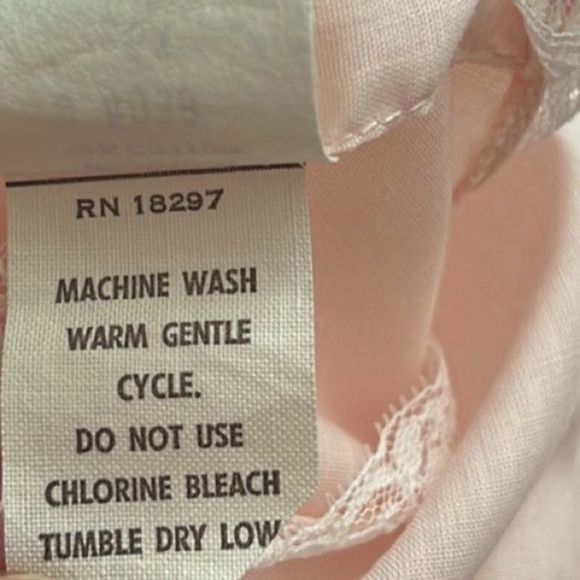 RN 18297
MACHINE WASH
WARM GENTLE
CYCLE.
DO NOT USE
CHLORINE BLEACH
TUMBLE DRY LOW